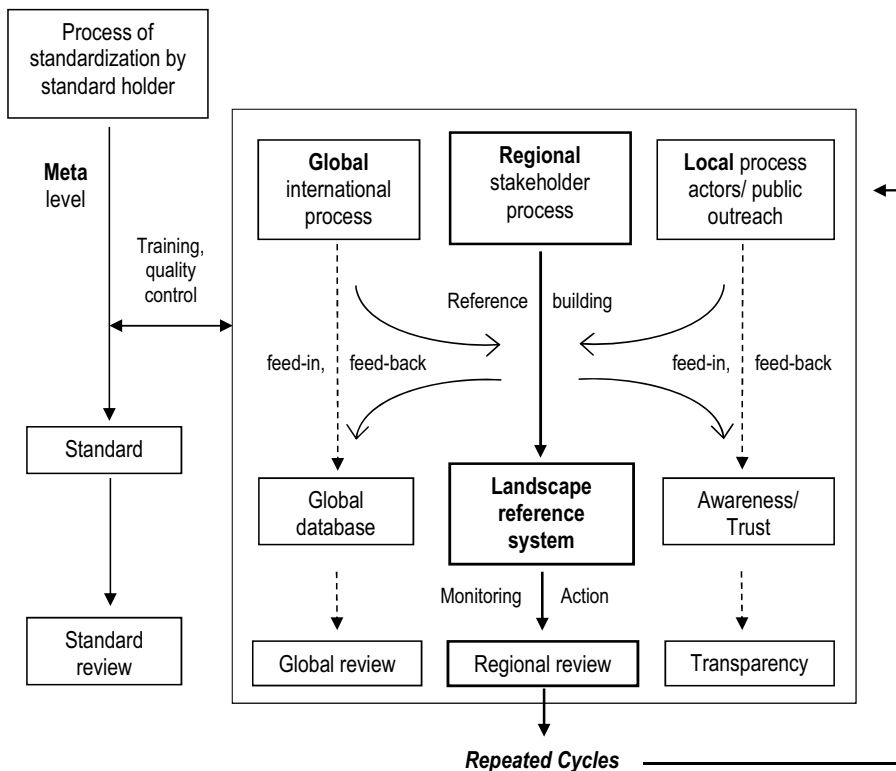 Process of
standardization by
standard holder
Meta
level
Training,
quality
control
Standard
Standard
review
Global
international
process
Regional
stakeholder
process
Local process
actors/ public
outreach
Reference building
feed-in, feed-back
feed-in, feed-back
Global
database
Landscape
reference
system
Awareness/
Trust
Monitoring Action
Global review
Regional review
Transparency
Repeated Cycles